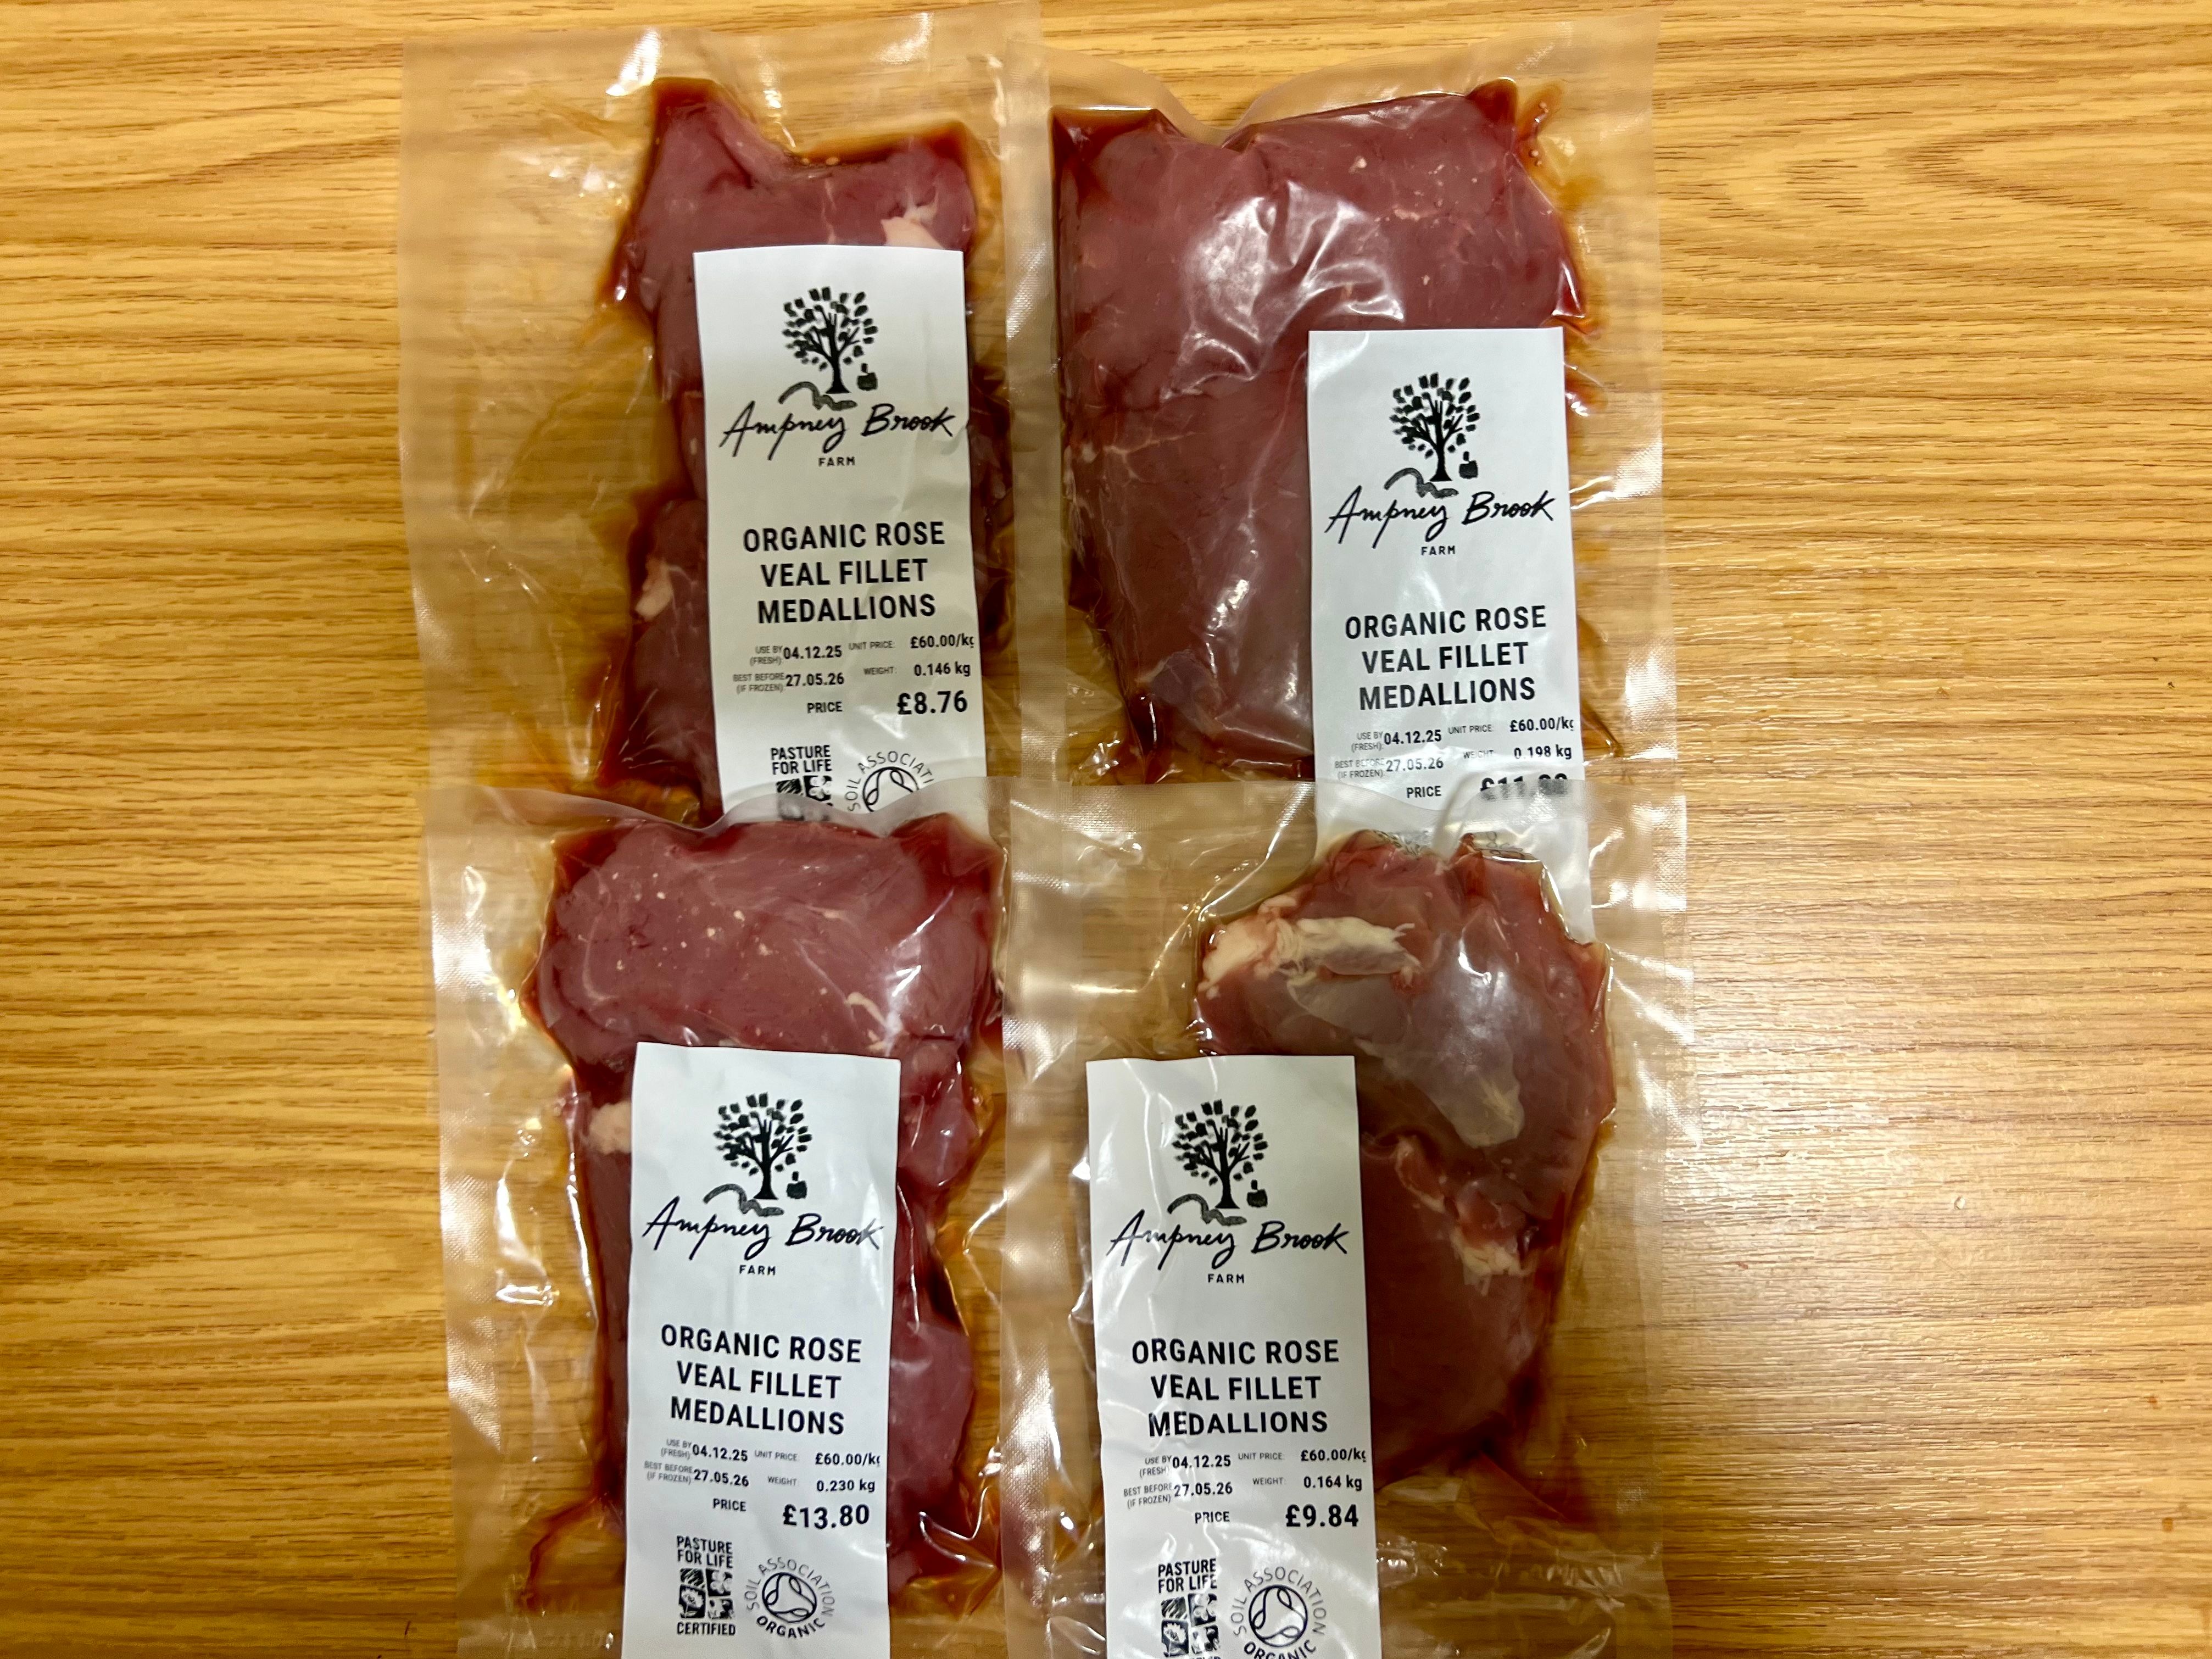 Ampney Brook
FARM
ORGANIC ROSE
VEAL FILLET
MEDALLIONS
USE BY (FRESH) 04.12.25 UNIT PRICE: £60.00/kg
BEST BEFORE (IF FROZEN) 27.05.26 WEIGHT: 0.146 kg
PRICE £8.76
PASTURE
FOR LIFE
SOIL ASSOCIATI
Ampney Brook
FARM
ORGANIC ROSE
VEAL FILLET
MEDALLIONS
USE BY (FRESH) 04.12.25 UNIT PRICE: £60.00/kg
BEST BEFORE (IF FROZEN) 27.05.26 WEIGHT: 0.198 kg
PRICE
Ampney Brook
FARM
ORGANIC ROSE
VEAL FILLET
MEDALLIONS
USE BY (FRESH) 04.12.25 UNIT PRICE: £60.00/kg
BEST BEFORE (IF FROZEN) 27.05.26 WEIGHT: 0.230 kg
PRICE £13.80
PASTURE
FOR LIFE
CERTIFIED
SOIL ASSOCIATION
ORGANIC
Ampney Brook
FARM
ORGANIC ROSE
VEAL FILLET
MEDALLIONS
USE BY (FRESH) 04.12.25 UNIT PRICE: £60.00/kg
BEST BEFORE (IF FROZEN) 27.05.26 WEIGHT: 0.164 kg
PRICE £9.84
PASTURE
FOR LIFE
SOIL ASSOCIATION
ORGANIC